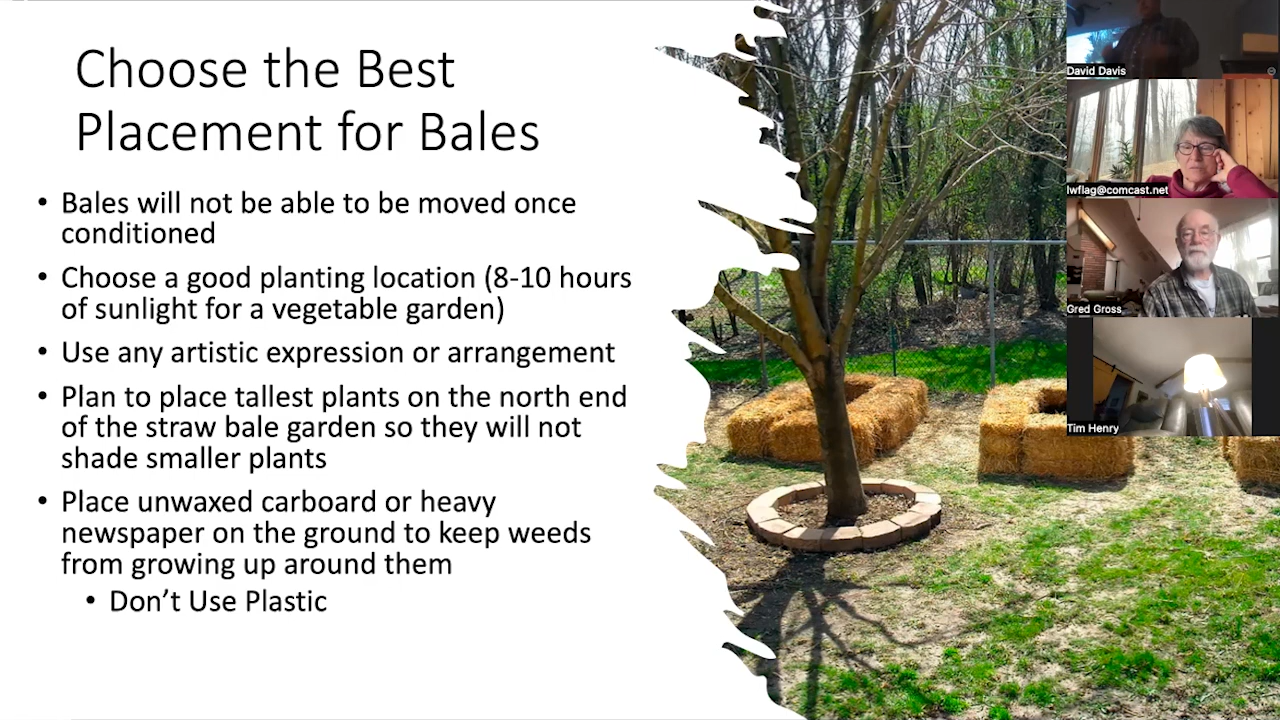 Choose the Best
Placement for Bales
• Bales will not be able to be moved once
conditioned
• Choose a good planting location (8-10 hours
of sunlight for a vegetable garden)
• Use any artistic expression or arrangement
• Plan to place tallest plants on the north end
of the straw bale garden so they will not
shade smaller plants
• Place unwaxed carboard or heavy
newspaper on the ground to keep weeds
from growing up around them
• Don’t Use Plastic
David Davis
lwflag@comcast.net
Gred Gross
Tim Henry